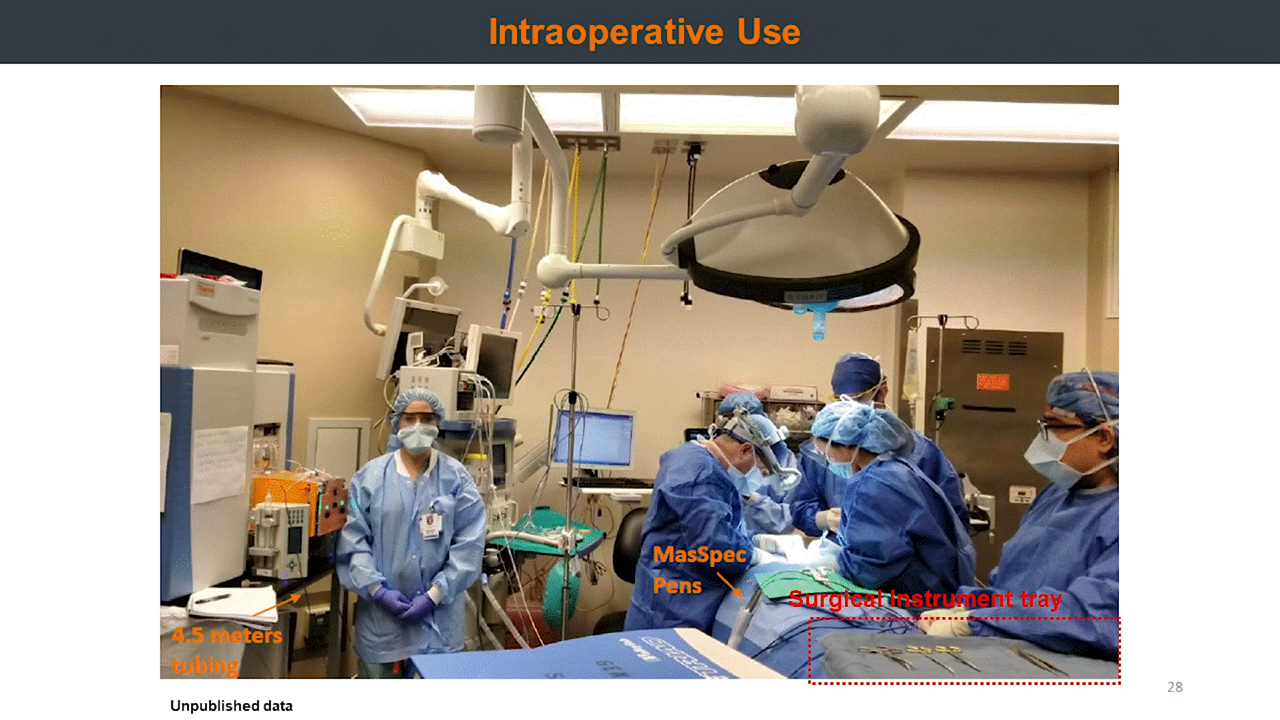 Intraoperative Use
MasSpec
Pens
Surgical Instrument tray
4.5 meters
tubing
28
Unpublished data